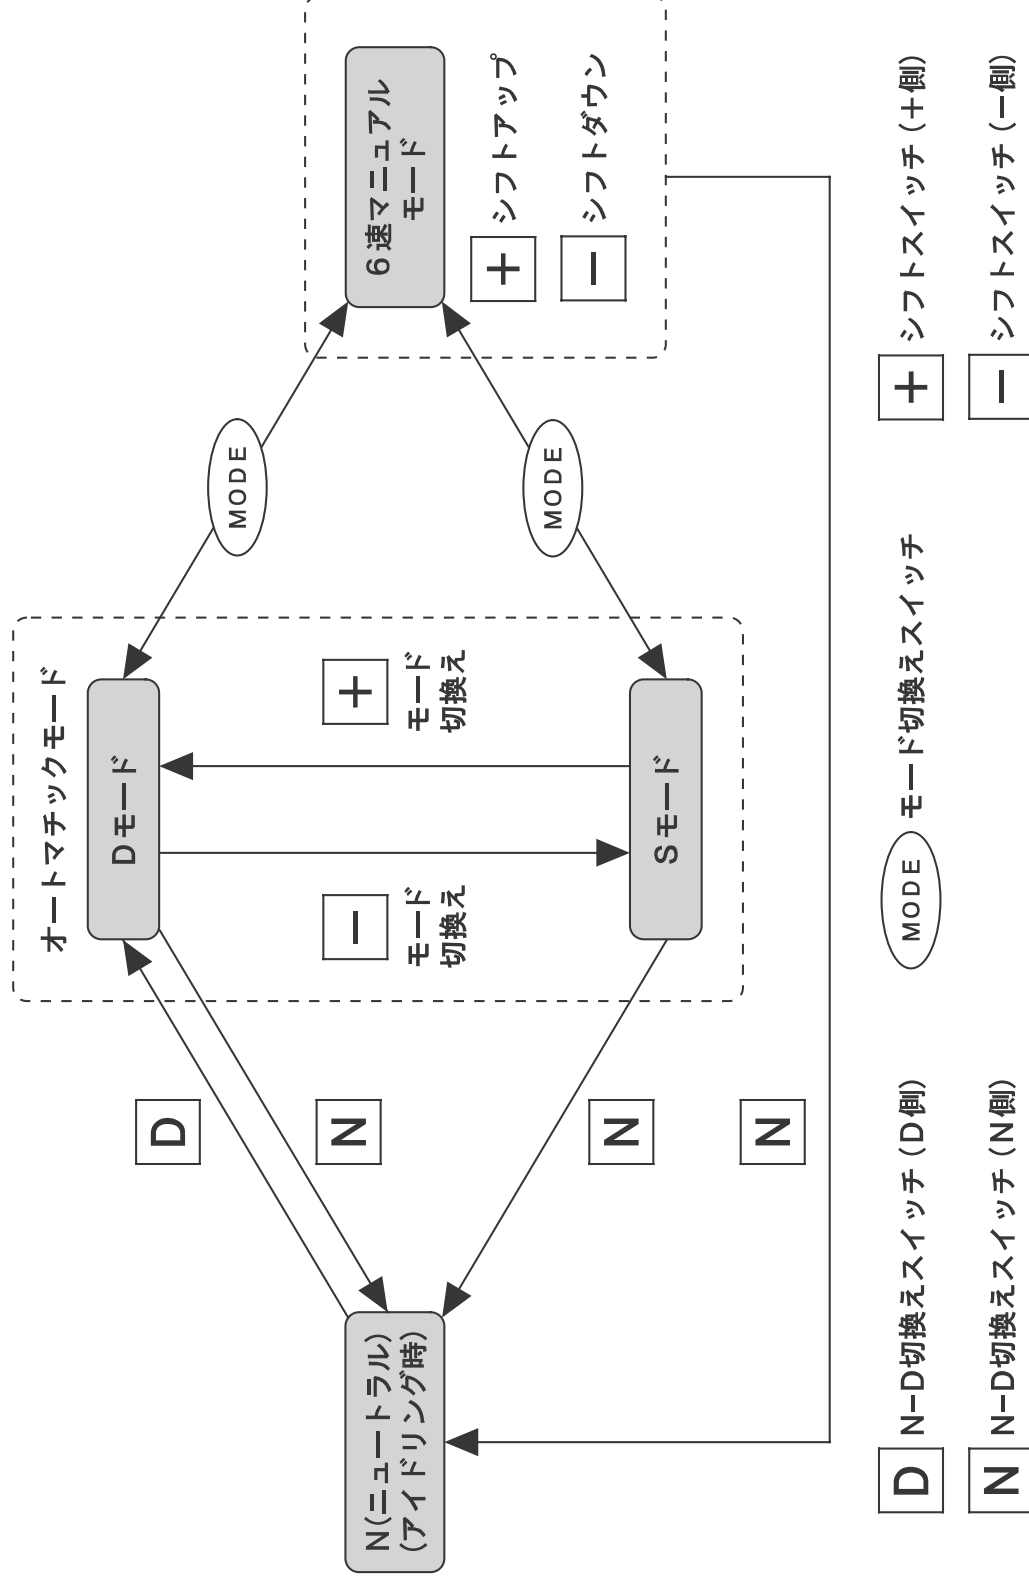 オートマチックモード
Dモード
D
N
−
モード
切換え
+
モード
切換え
MODE
6速マニュアル
モード
+ シフトアップ
− シフトダウン
N(ニュートラル)
(アイドリング時)
MODE
N
Sモード
N
D N−D切換えスイッチ(D側)
MODE モード切換えスイッチ
+ シフトスイッチ(+側)
N N−D切換えスイッチ(N側)
− シフトスイッチ(−側)